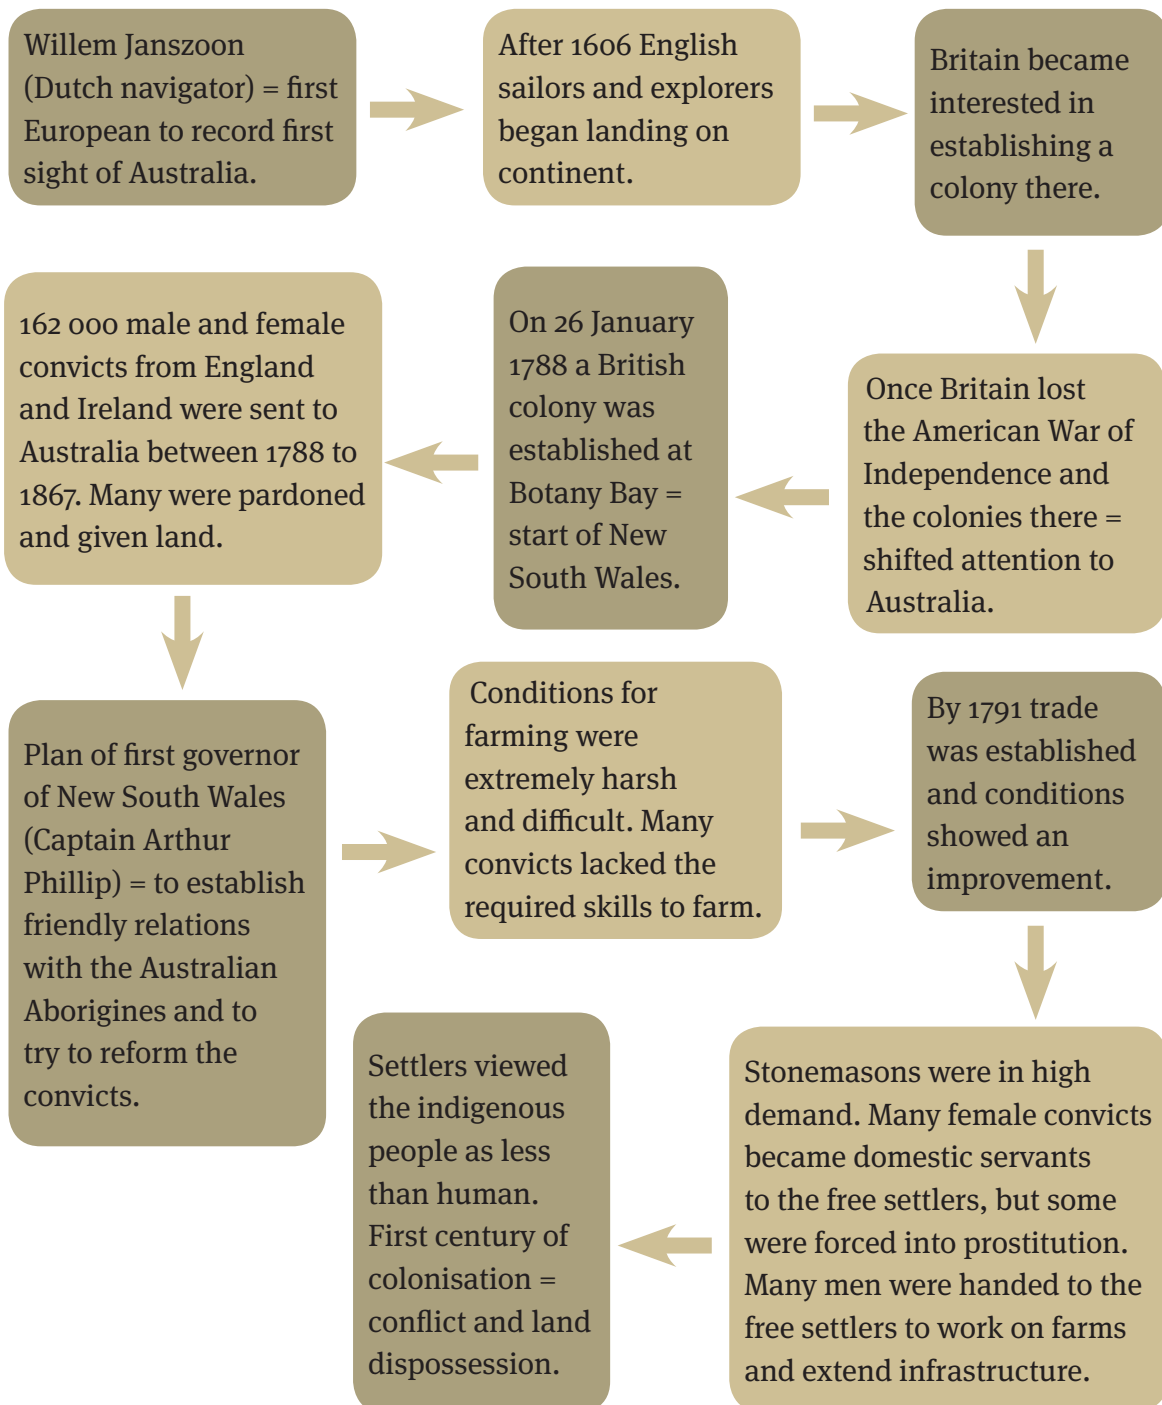 Willem Janszoon
(Dutch navigator) = first
European to record first
sight of Australia.
After 1606 English
sailors and explorers
began landing on
continent.
Britain became
interested in
establishing a
colony there.
Once Britain lost
the American War of
Independence and
the colonies there =
shifted attention to
Australia.
On 26 January
1788 a British
colony was
established at
Botany Bay =
start of New
South Wales.
162 000 male and female
convicts from England
and Ireland were sent to
Australia between 1788 to
1867. Many were pardoned
and given land.
Plan of first governor
of New South Wales
(Captain Arthur
Phillip) = to establish
friendly relations
with the Australian
Aborigines and to
try to reform the
convicts.
Conditions for
farming were
extremely harsh
and difficult. Many
convicts lacked the
required skills to farm.
By 1791 trade
was established
and conditions
showed an
improvement.
Stonemasons were in high
demand. Many female convicts
became domestic servants
to the free settlers, but some
were forced into prostitution.
Many men were handed to the
free settlers to work on farms
and extend infrastructure.
Settlers viewed
the indigenous
people as less
than human.
First century of
colonisation =
conflict and land
dispossession.